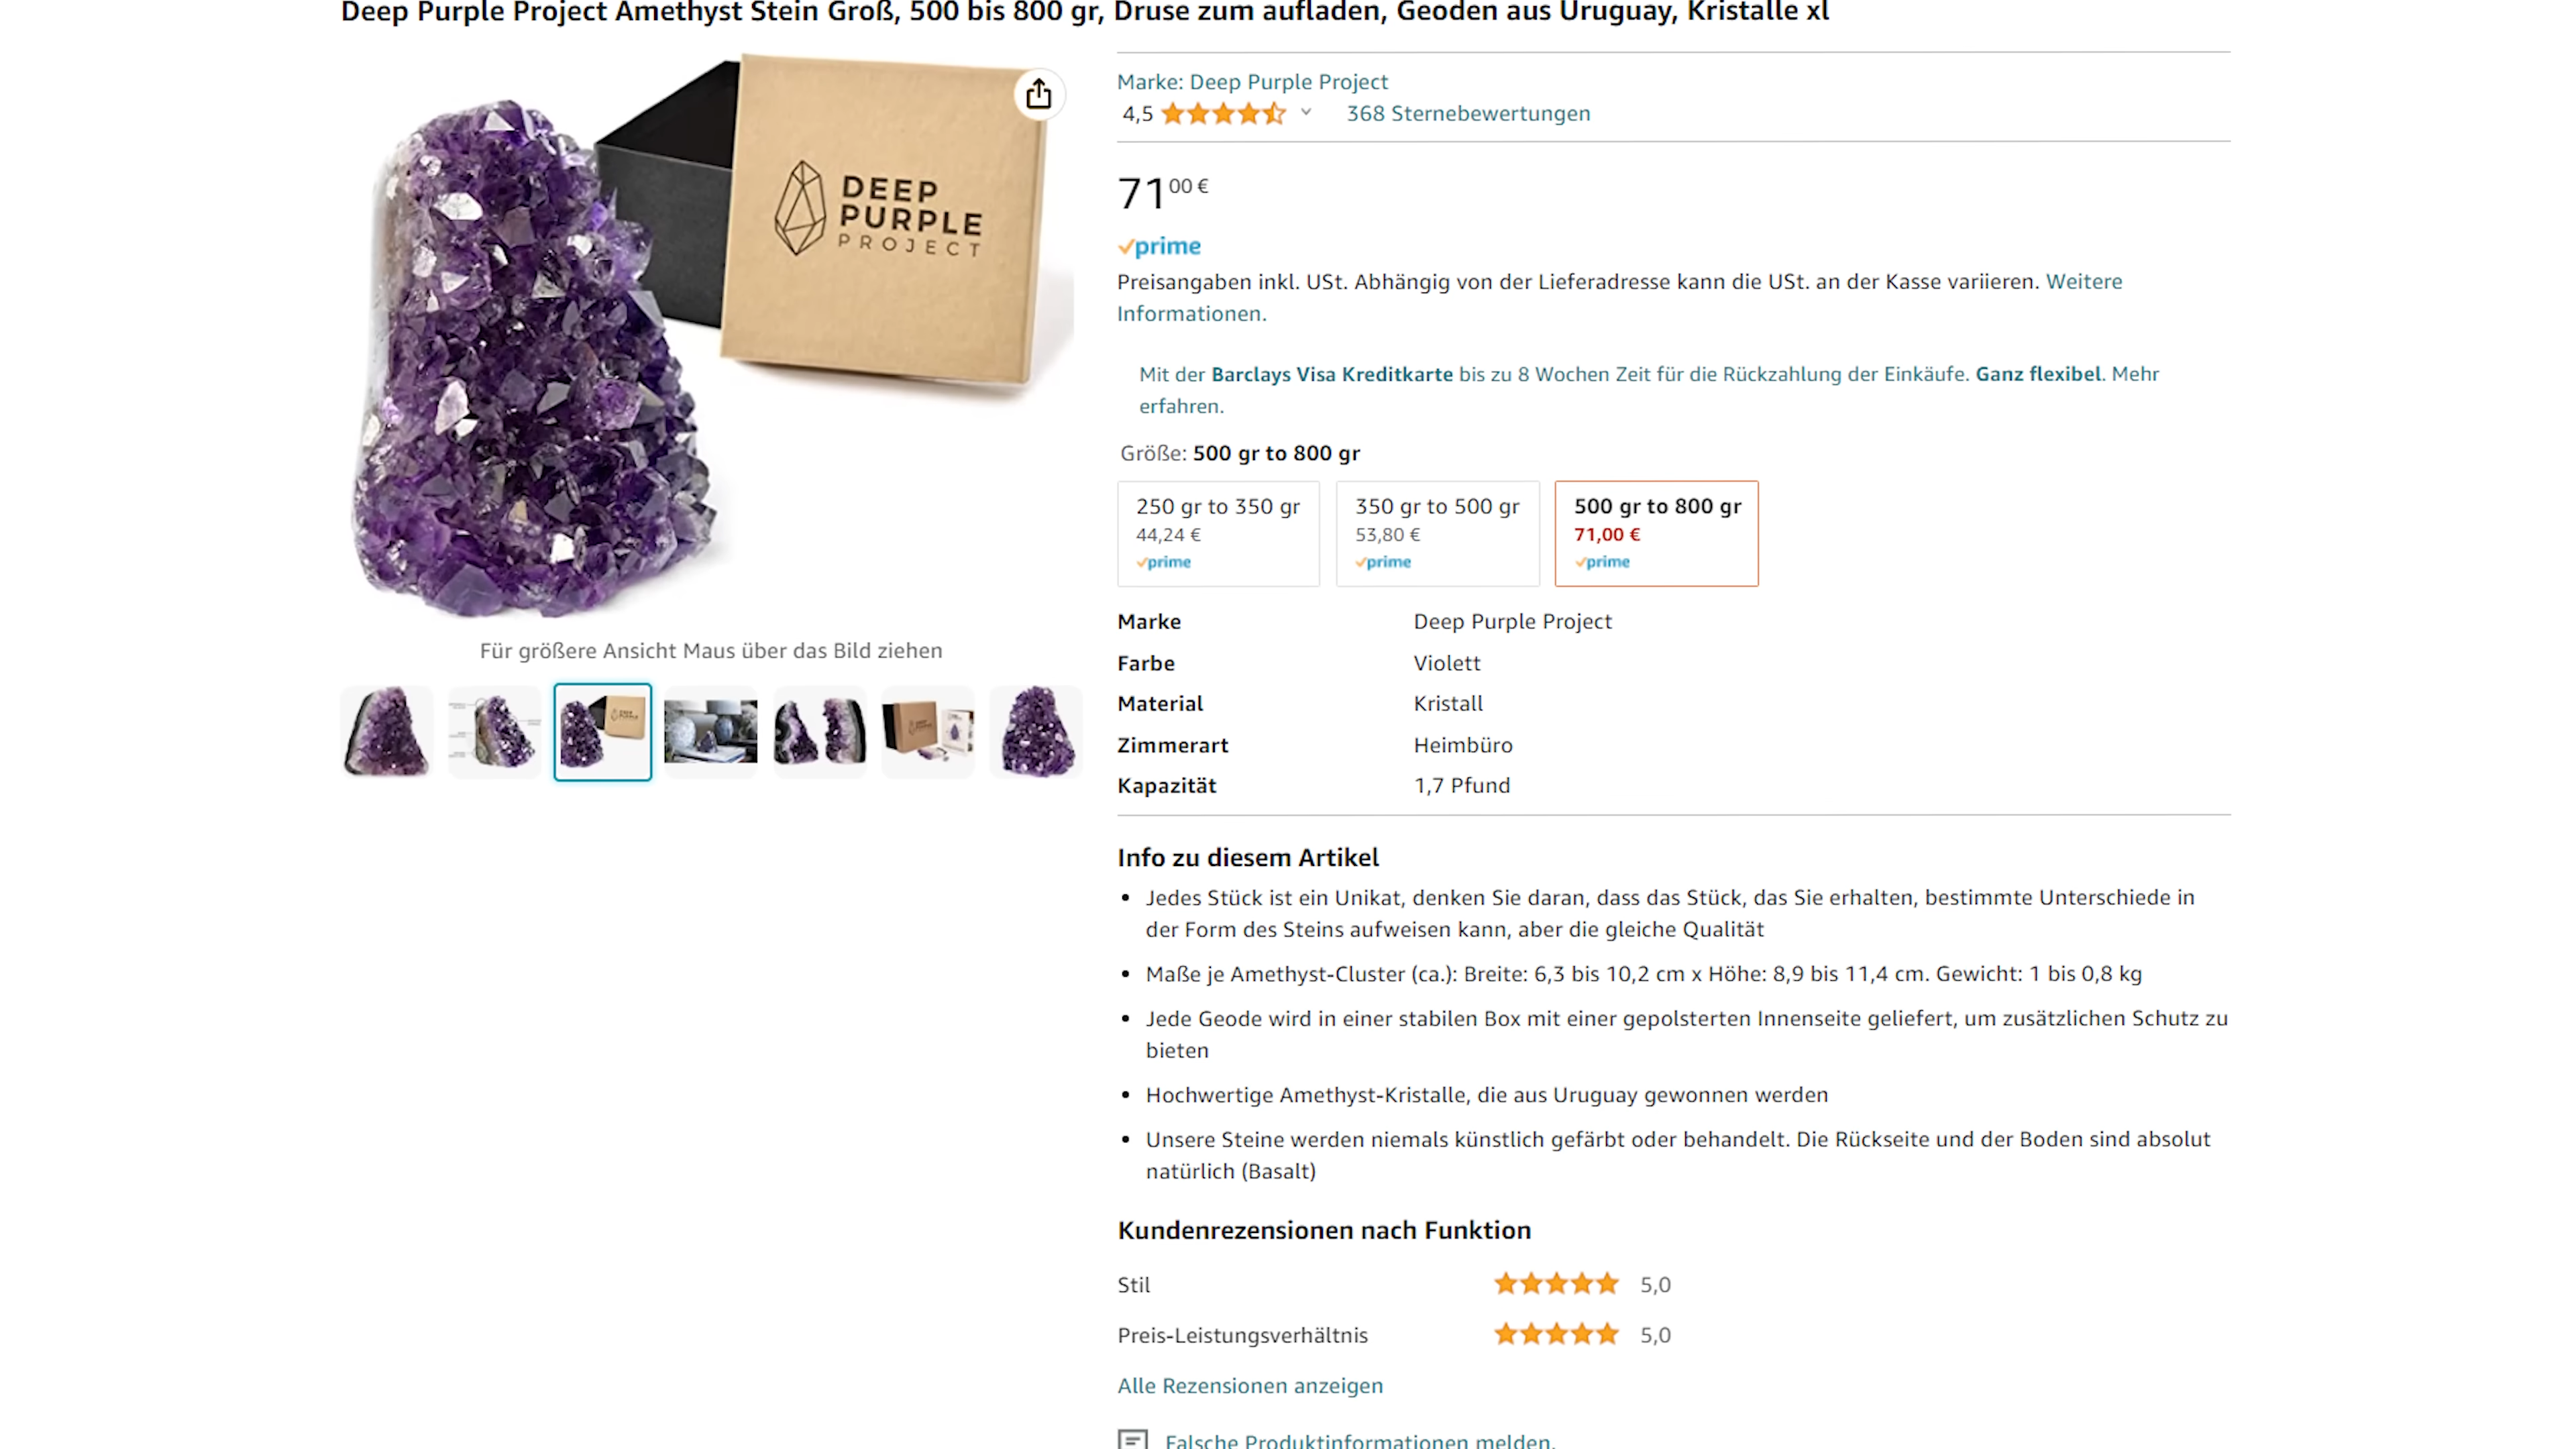 Deep Purple Project Amethyst Stein Groß, 500 bis 800 gr, Druse zum aufladen, Geoden aus Uruguay, Kristalle xl
DEEP
PURPLE
PROJECT
Für größere Ansicht Maus über das Bild ziehen
Marke: Deep Purple Project
4,5 368 Sternebewertungen
71 00 €
prime
Preisangaben inkl. USt. Abhängig von der Lieferadresse kann die USt. an der Kasse variieren. Weitere
Informationen.
Mit der Barclays Visa Kreditkarte bis zu 8 Wochen Zeit für die Rückzahlung der Einkäufe. Ganz flexibel. Mehr
erfahren.
Größe: 500 gr to 800 gr
250 gr to 350 gr
44,24 €
prime
350 gr to 500 gr
53,80 €
prime
500 gr to 800 gr
71,00 €
prime
Marke Deep Purple Project
Farbe Violett
Material Kristall
Zimmerart Heimbüro
Kapazität 1,7 Pfund
Info zu diesem Artikel
• Jedes Stück ist ein Unikat, denken Sie daran, dass das Stück, das Sie erhalten, bestimmte Unterschiede in
der Form des Steins aufweisen kann, aber die gleiche Qualität
• Maße je Amethyst-Cluster (ca.): Breite: 6,3 bis 10,2 cm x Höhe: 8,9 bis 11,4 cm. Gewicht: 1 bis 0,8 kg
• Jede Geode wird in einer stabilen Box mit einer gepolsterten Innenseite geliefert, um zusätzlichen Schutz zu
bieten
• Hochwertige Amethyst-Kristalle, die aus Uruguay gewonnen werden
• Unsere Steine werden niemals künstlich gefärbt oder behandelt. Die Rückseite und der Boden sind absolut
natürlich (Basalt)
Kundenrezensionen nach Funktion
Stil 5,0
Preis-Leistungsverhältnis 5,0
Alle Rezensionen anzeigen
Falsche Produktinformationen melden.